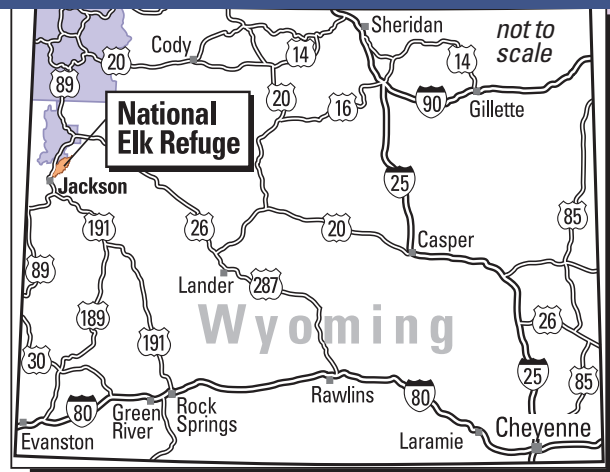 Sheridan
not to
scale
Cody
20
14
14
89
20
16
90
Gillette
National
Elk Refuge
Jackson
25
191
26
20
85
Casper
89
Lander
287
Wyoming
189
26
191
30
25
85
Rawlins
80
80
Green
River
Rock
Springs
Evanston
Laramie
Cheyenne